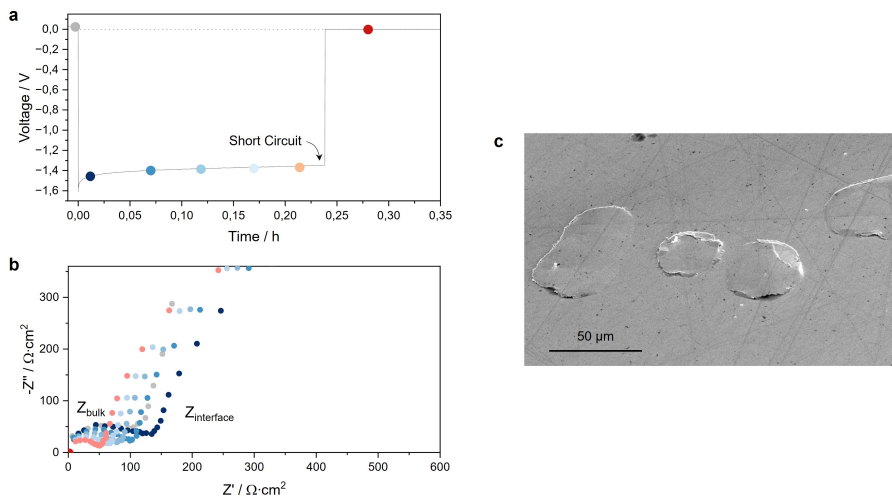 a
0,0
−0,2
−0,4
−0,6
−0,8
−1,0
−1,2
−1,4
−1,6
Voltage / V
Short Circuit
0,00 0,05 0,10 0,15 0,20 0,25 0,30 0,35
Time / h
b
300
200
100
0
-Z'' / Ω·cm²
Z_bulk
Z_interface
0 100 200 300 400 500 600
Z' / Ω·cm²
c
50 µm